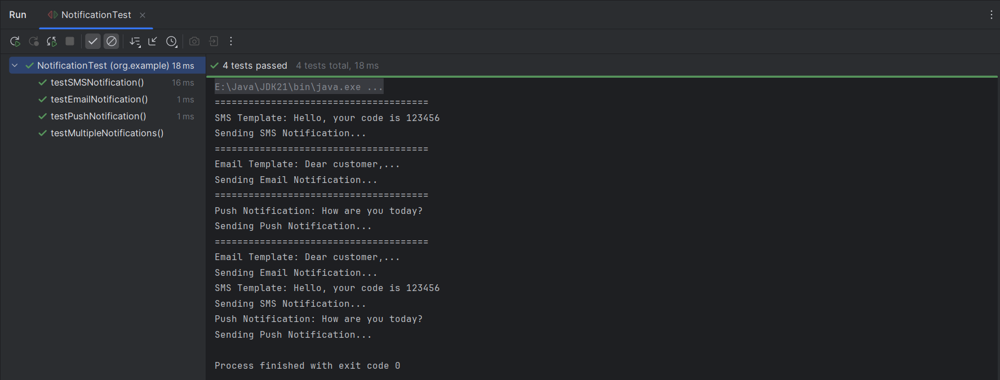 Run NotificationTest
NotificationTest (org.example) 18 ms
testSMSNotification() 16 ms
testEmailNotification() 1 ms
testPushNotification() 1 ms
testMultipleNotifications()
4 tests passed 4 tests total, 18 ms
E:\Java\JDK21\bin\java.exe ...
======================================
SMS Template: Hello, your code is 123456
Sending SMS Notification...
======================================
Email Template: Dear customer,...
Sending Email Notification...
======================================
Push Notification: How are you today?
Sending Push Notification...
======================================
Email Template: Dear customer,...
Sending Email Notification...
SMS Template: Hello, your code is 123456
Sending SMS Notification...
Push Notification: How are you today?
Sending Push Notification...
Process finished with exit code 0